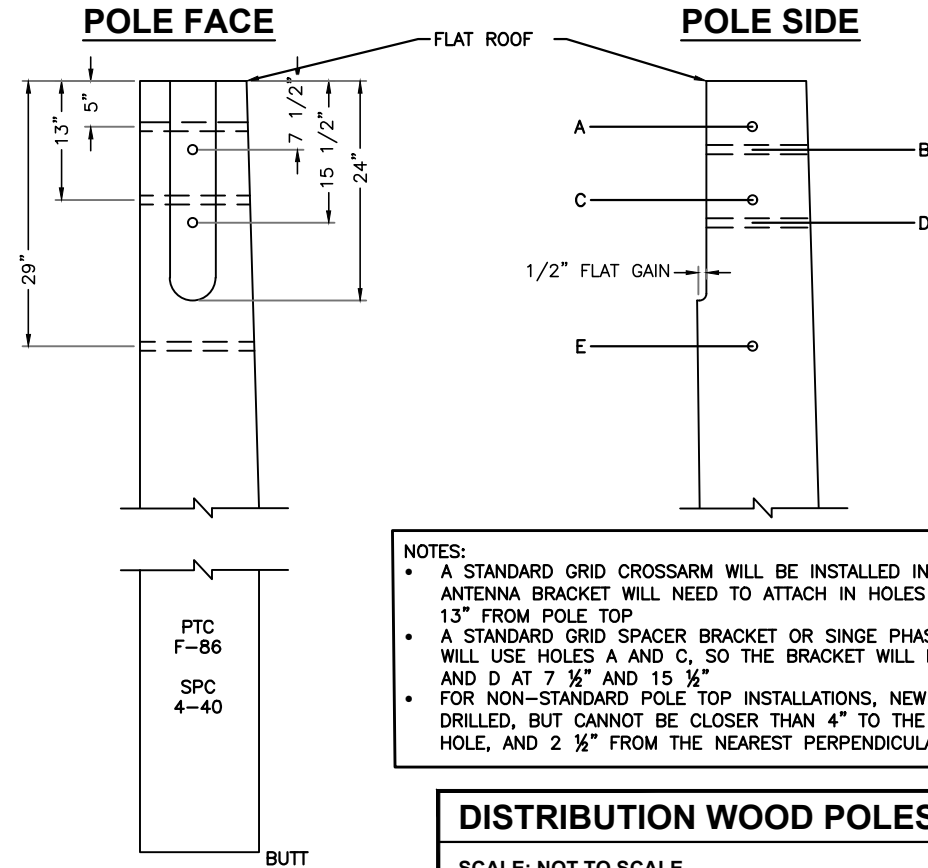 POLE FACE
POLE SIDE
FLAT ROOF
5"
13"
29"
7 1/2"
15 1/2"
24"
A
B
C
D
1/2" FLAT GAIN
E
NOTES:
• A STANDARD GRID CROSSARM WILL BE INSTALLED IN
ANTENNA BRACKET WILL NEED TO ATTACH IN HOLES
13" FROM POLE TOP
• A STANDARD GRID SPACER BRACKET OR SINGE PHAS
WILL USE HOLES A AND C, SO THE BRACKET WILL
AND D AT 7 ½" AND 15 ½"
• FOR NON-STANDARD POLE TOP INSTALLATIONS, NEW
DRILLED, BUT CANNOT BE CLOSER THAN 4" TO THE
HOLE, AND 2 ½" FROM THE NEAREST PERPENDICULA
PTC
F-86
SPC
4-40
BUTT
DISTRIBUTION WOOD POLES
SCALE: NOT TO SCALE